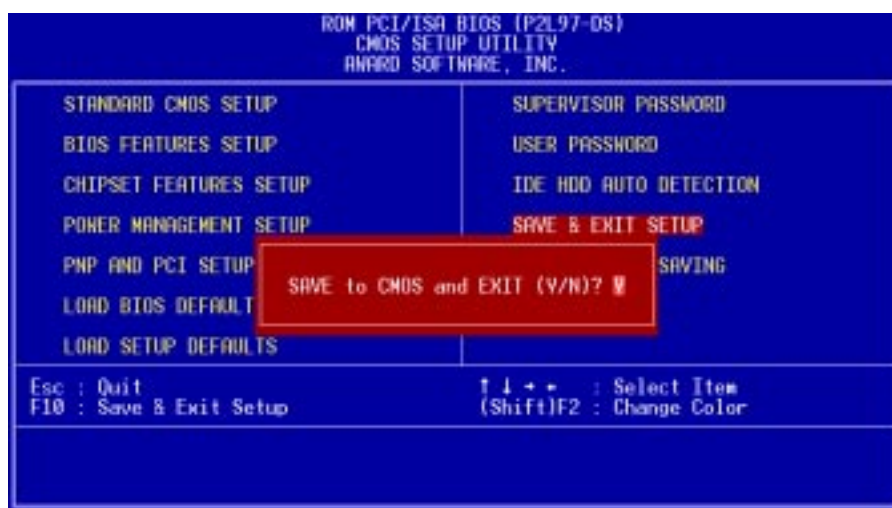 ROM PCI/ISA BIOS (P2L97-DS)
CMOS SETUP UTILITY
AWARD SOFTWARE, INC.
STANDARD CMOS SETUP
BIOS FEATURES SETUP
CHIPSET FEATURES SETUP
POWER MANAGEMENT SETUP
PNP AND PCI SETUP
LOAD BIOS DEFAULT
LOAD SETUP DEFAULTS
SUPERVISOR PASSWORD
USER PASSWORD
IDE HDD AUTO DETECTION
SAVE & EXIT SETUP
SAVING
SAVE to CMOS and EXIT (Y/N)? Y
Esc : Quit
F10 : Save & Exit Setup
↑ ↓ → ← : Select Item
(Shift)F2 : Change Color